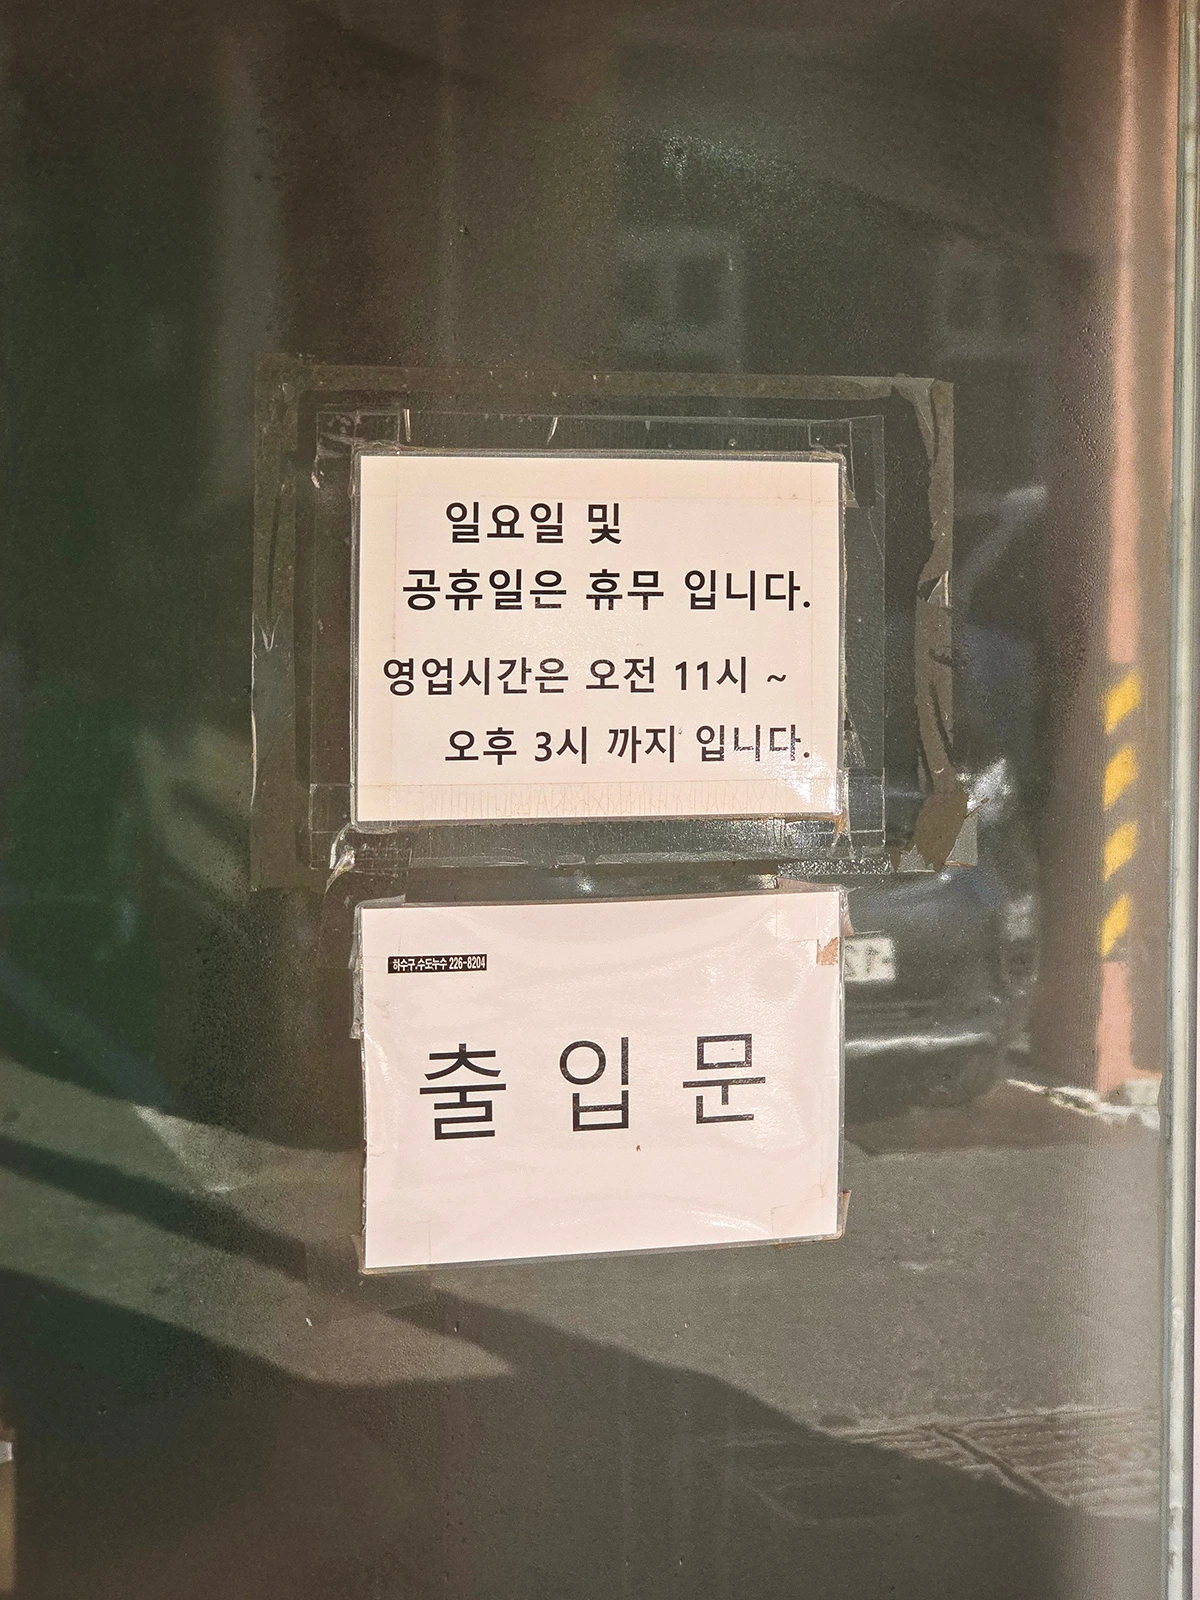 일요일 및
공휴일은 휴무 입니다.
영업시간은 오전 11시 ~
오후 3시 까지 입니다.
하수구.수도누수 226-8204
출 입 문